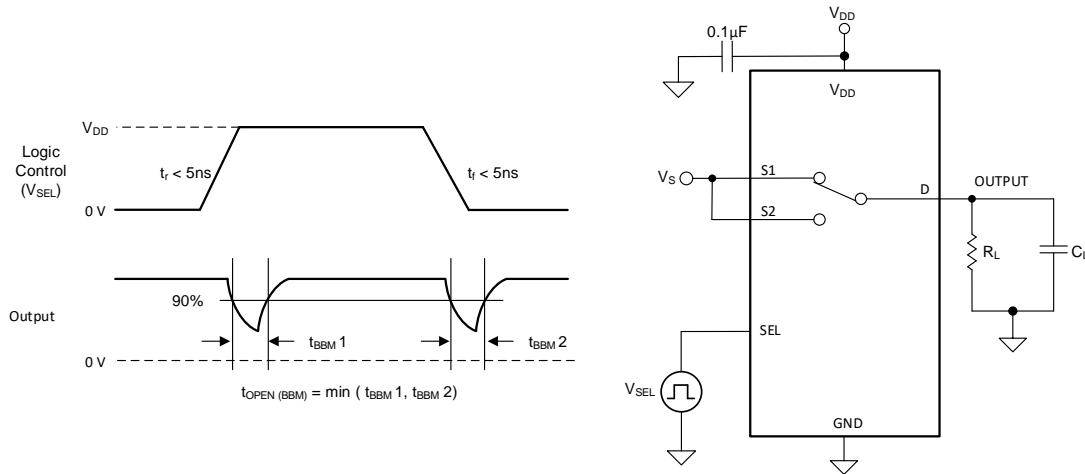 V_DD
Logic
Control
(V_SEL)
t_r < 5ns
t_f < 5ns
0 V
Output
90%
t_BBM 1
t_BBM 2
0 V
t_OPEN (BBM) = min ( t_BBM 1, t_BBM 2)
V_DD
0.1µF
V_DD
V_S
S1
S2
D
OUTPUT
R_L
C_L
SEL
V_SEL
GND